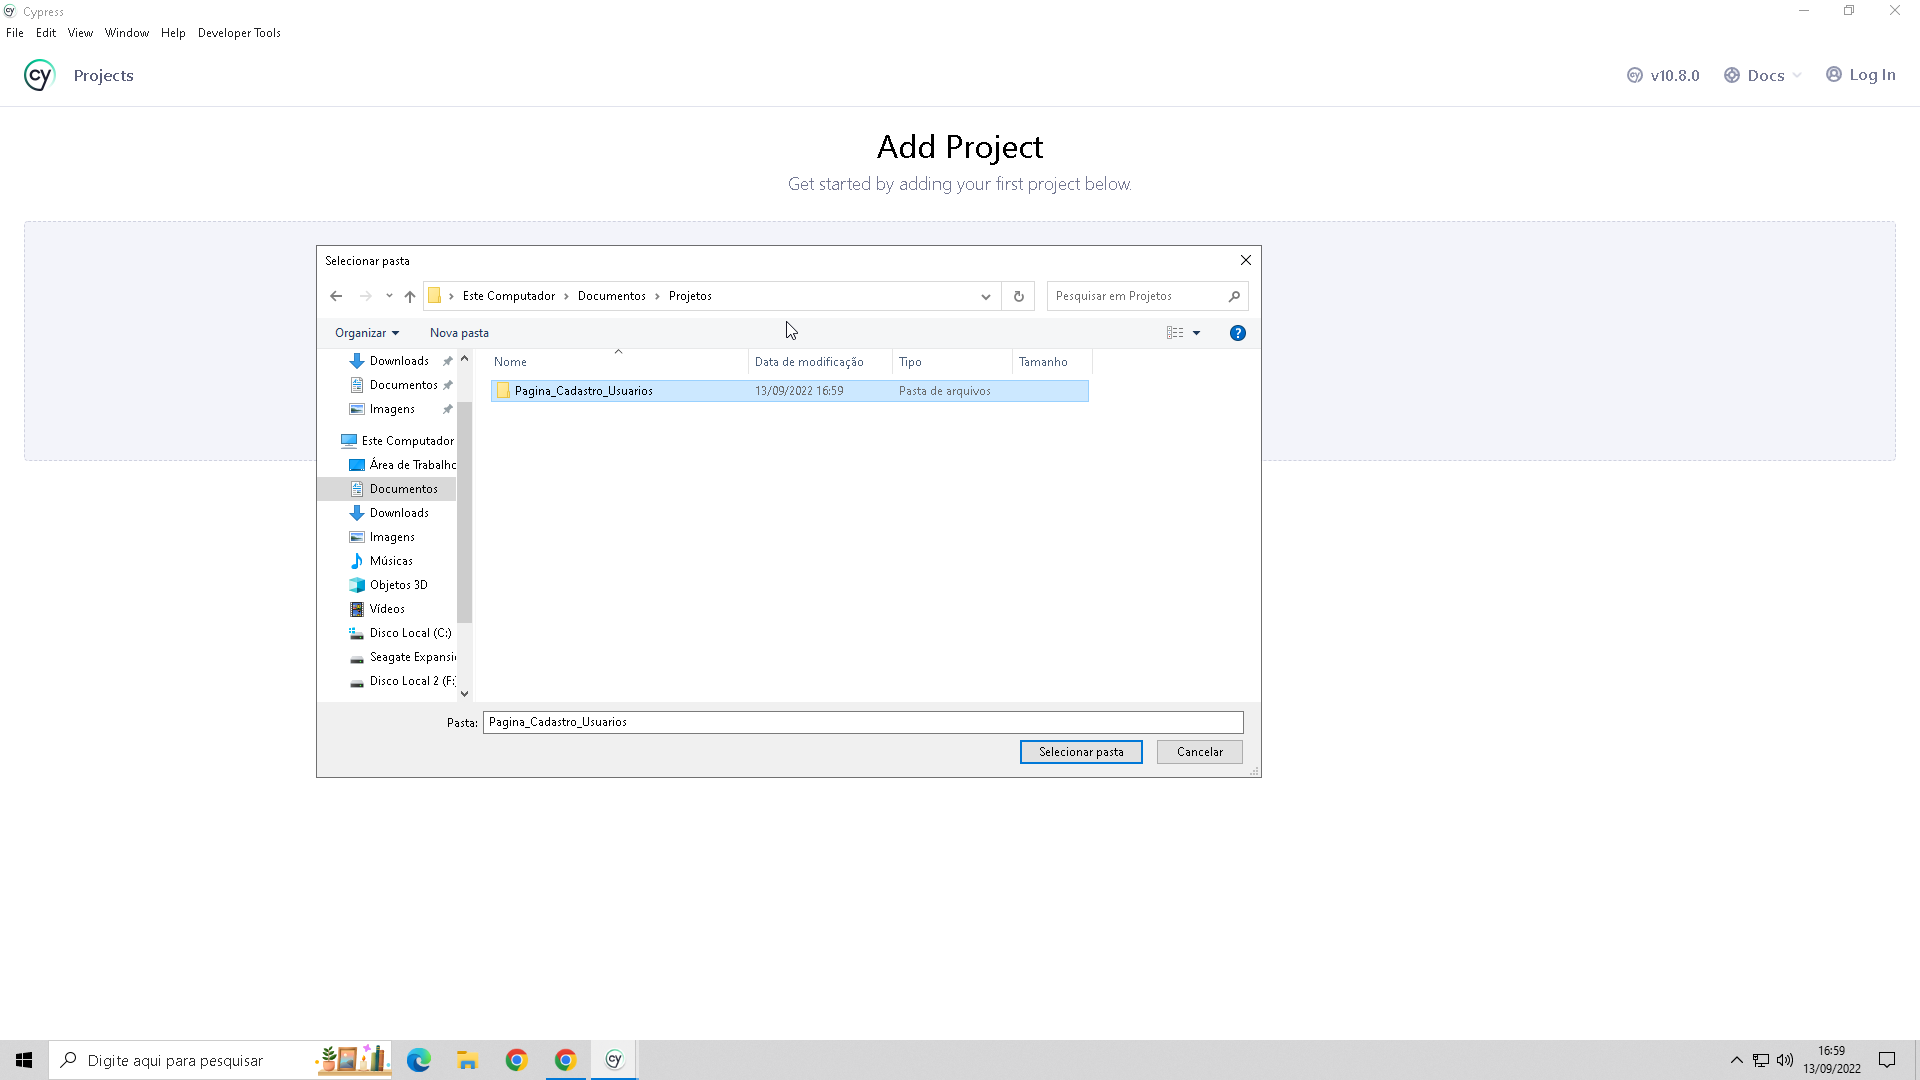 Cypress
File Edit View Window Help Developer Tools
cy Projects v10.8.0 Docs Log In
Add Project
Get started by adding your first project below.
Selecionar pasta
Este Computador Documentos Projetos Pesquisar em Projetos
Organizar Nova pasta
Nome Data de modificação Tipo Tamanho
Pagina_Cadastro_Usuarios 13/09/2022 16:59 Pasta de arquivos
Downloads
Documentos
Imagens
Este Computador
Área de Trabalho
Documentos
Downloads
Imagens
Músicas
Objetos 3D
Vídeos
Disco Local (C:)
Seagate Expansi
Disco Local 2 (F:)
Pasta: Pagina_Cadastro_Usuarios
Selecionar pasta Cancelar
Digite aqui para pesquisar
cy
16:59
13/09/2022